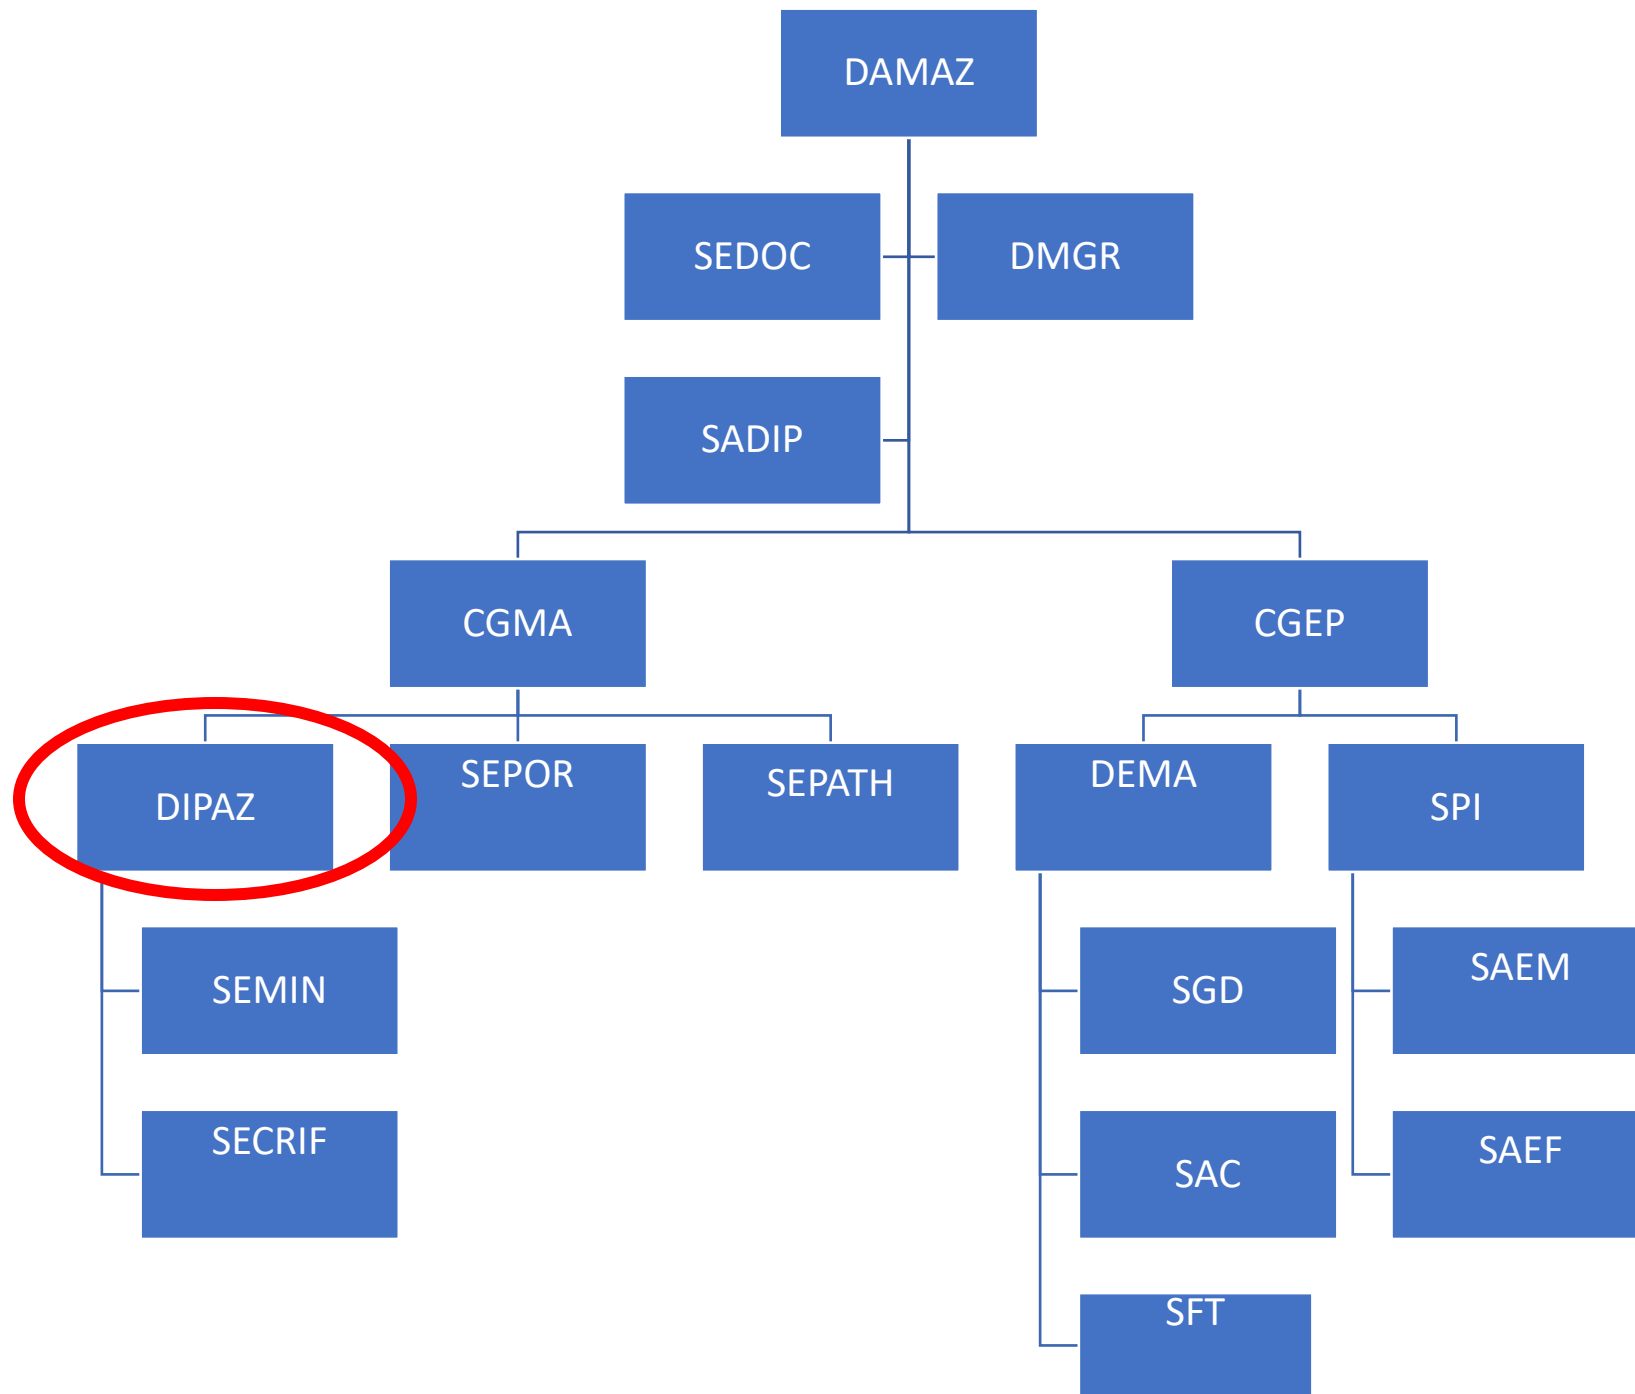 DAMAZ
SEDOC
DMGR
SADIP
CGMA
CGEP
DIPAZ
SEPOR
SEPATH
DEMA
SPI
SEMIN
SGD
SAEM
SECRIF
SAC
SAEF
SFT